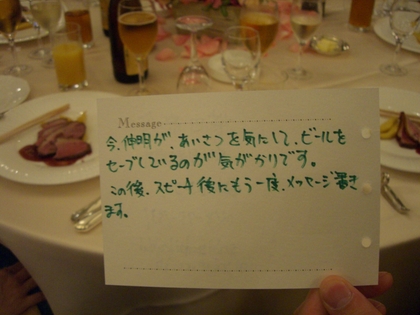 Message
今、伸明が、あいさつを気にして、ビールを
セーブしているのが気がかりです。
この後、スピーチ後にもう一度、メッセージ書き
ます。